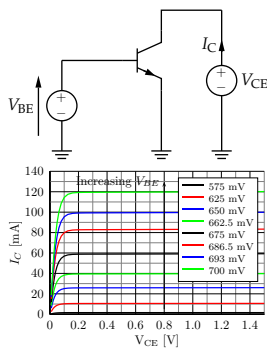 I_C
V_BE
+
−
+
−
V_CE
Increasing V_BE
140
120
100
80
60
40
20
0
I_C [mA]
575 mV
625 mV
650 mV
662.5 mV
675 mV
686.5 mV
693 mV
700 mV
0 0.2 0.4 0.6 0.8 1 1.2 1.4
V_CE [V]